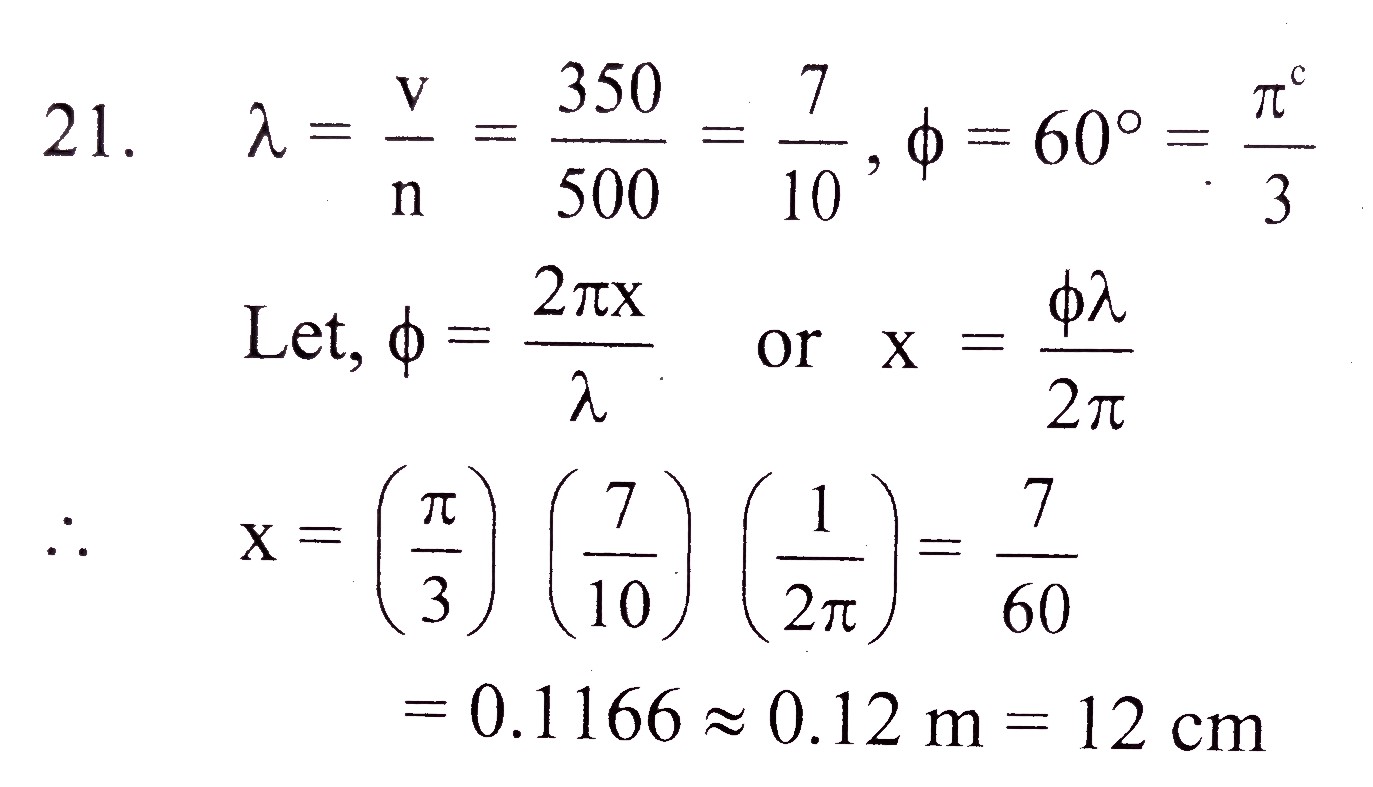 21. λ = v/n = 350/500 = 7/10, ϕ = 60° = πᶜ/3
Let, ϕ = 2πx/λ or x = ϕλ/2π
∴ x = (π/3) (7/10) (1/2π) = 7/60
= 0.1166 ≈ 0.12 m = 12 cm